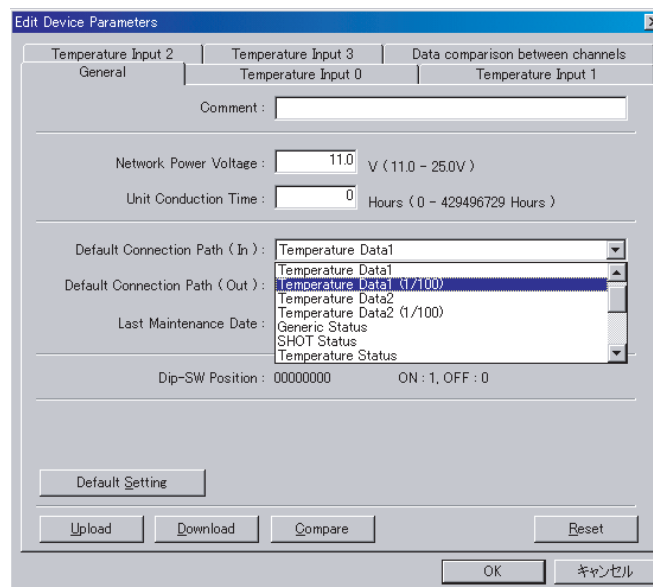 Edit Device Parameters
Temperature Input 2 Temperature Input 3 Data comparison between channels
General Temperature Input 0 Temperature Input 1
Comment :
Network Power Voltage : 11.0 V ( 11.0 - 25.0V )
Unit Conduction Time : 0 Hours ( 0 - 429496729 Hours )
Default Connection Path ( In ) : Temperature Data1
Temperature Data1
Default Connection Path ( Out ) : Temperature Data1 (1/100)
Temperature Data2
Temperature Data2 (1/100)
Last Maintenance Date : Generic Status
SHOT Status
Temperature Status
Dip-SW Position : 00000000 ON : 1, OFF : 0
Default Setting
Upload Download Compare Reset
OK キャンセル